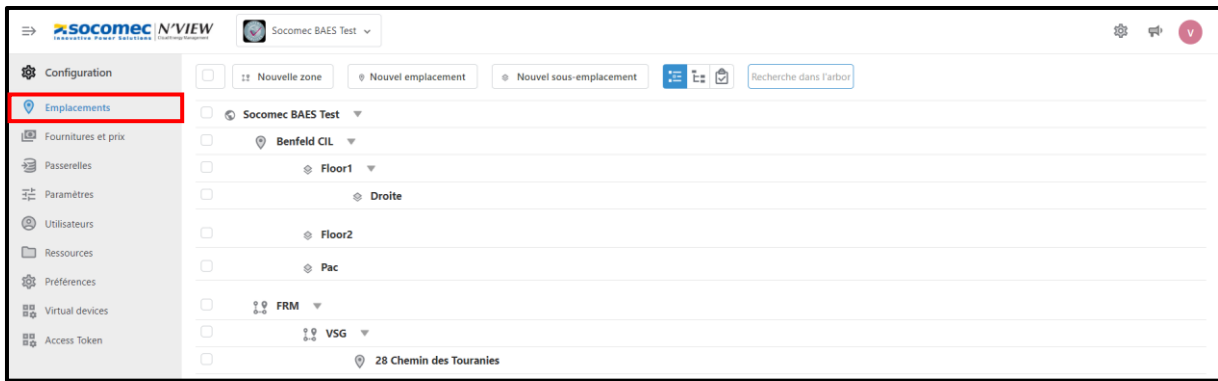 socomec N'VIEW Socomec BAES Test V
Innovative Power Solutions
Configuration
Nouvelle zone Nouvel emplacement Nouvel sous-emplacement Recherche dans l'arbor
Emplacements
Socomec BAES Test
Fournitures et prix
Benfeld CIL
Passerelles
Floor1
Paramètres
Droite
Utilisateurs
Floor2
Ressources
Pac
Préférences
Virtual devices
FRM
Access Token
VSG
28 Chemin des Touranies